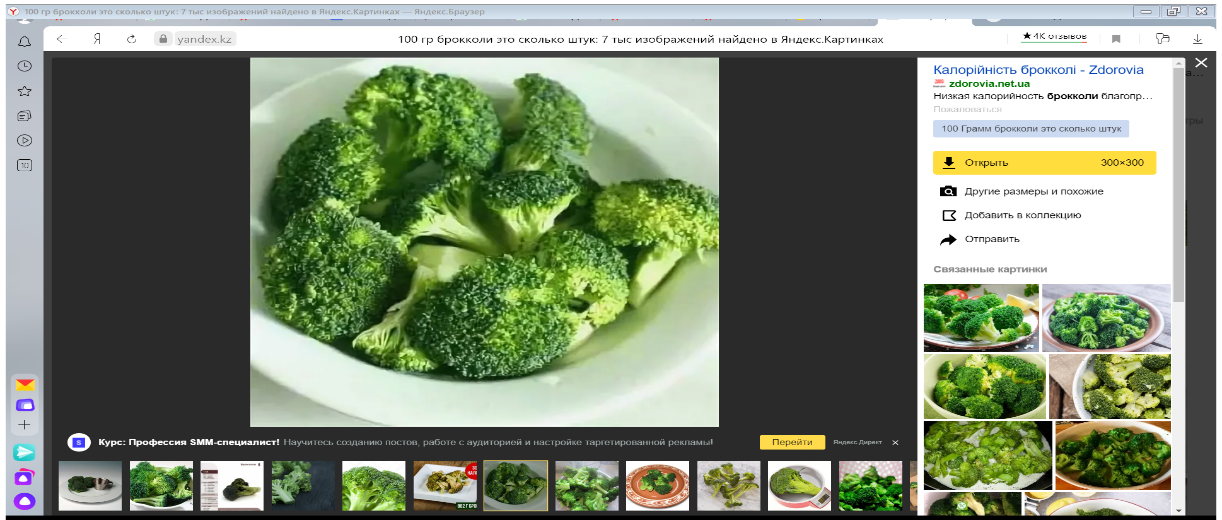 100 гр брокколи это сколько штук: 7 тыс изображений найдено в Яндекс.Картинках — Яндекс.Браузер
Я
yandex.kz
100 гр брокколи это сколько штук: 7 тыс изображений найдено в Яндекс.Картинках
★ 4К отзывов
Калорійність брокколі - Zdorovia
zdorovia.net.ua
Низкая калорийность брокколи благопр…
Пожаловаться
100 Грамм брокколи это сколько штук
Открыть 300×300
Другие размеры и похожие
Добавить в коллекцию
Отправить
Связанные картинки
S Курс: Профессия SMM-специалист! Научитесь созданию постов, работе с аудиторией и настройке таргетированной рекламы!
Перейти
Яндекс.Директ